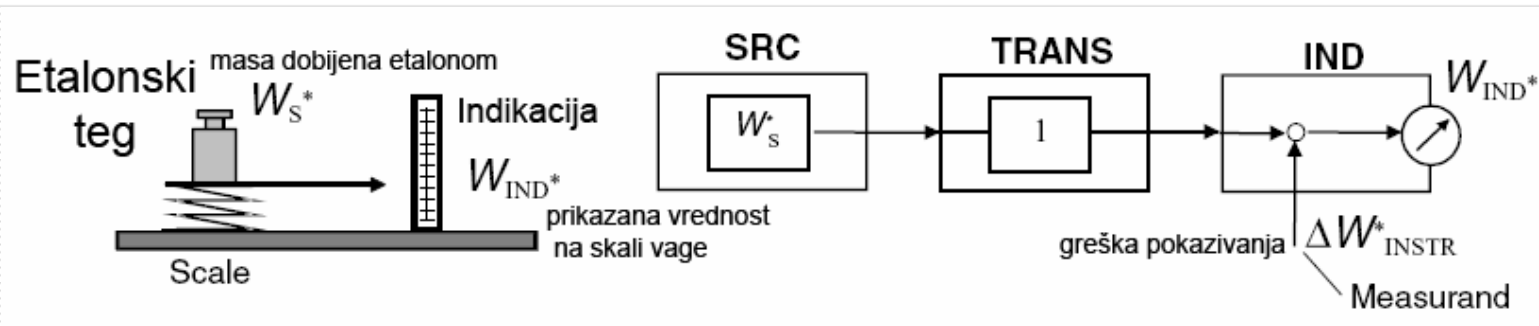 Etalonski
teg
masa dobijena etalonom
W_S*
Indikacija
W_IND*
prikazana vrednost
na skali vage
Scale
SRC
W_S*
TRANS
1
IND
W_IND*
greška pokazivanja
ΔW*_INSTR
Measurand